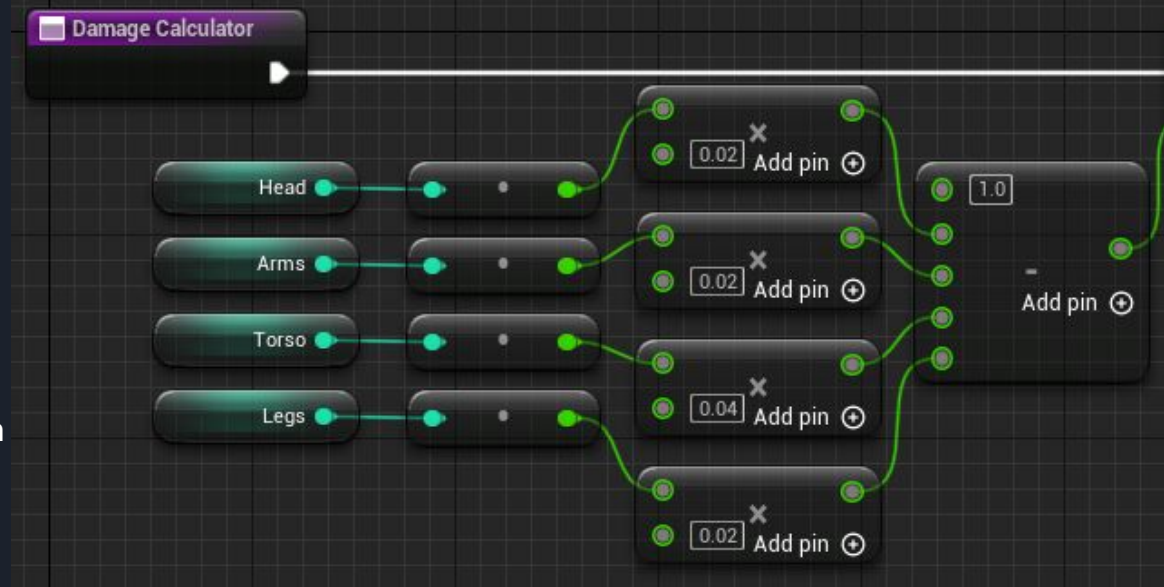 Damage Calculator
×
0.02
Add pin
Head
1.0
Arms
×
0.02
Add pin
-
Add pin
Torso
×
0.04
Add pin
Legs
×
0.02
Add pin